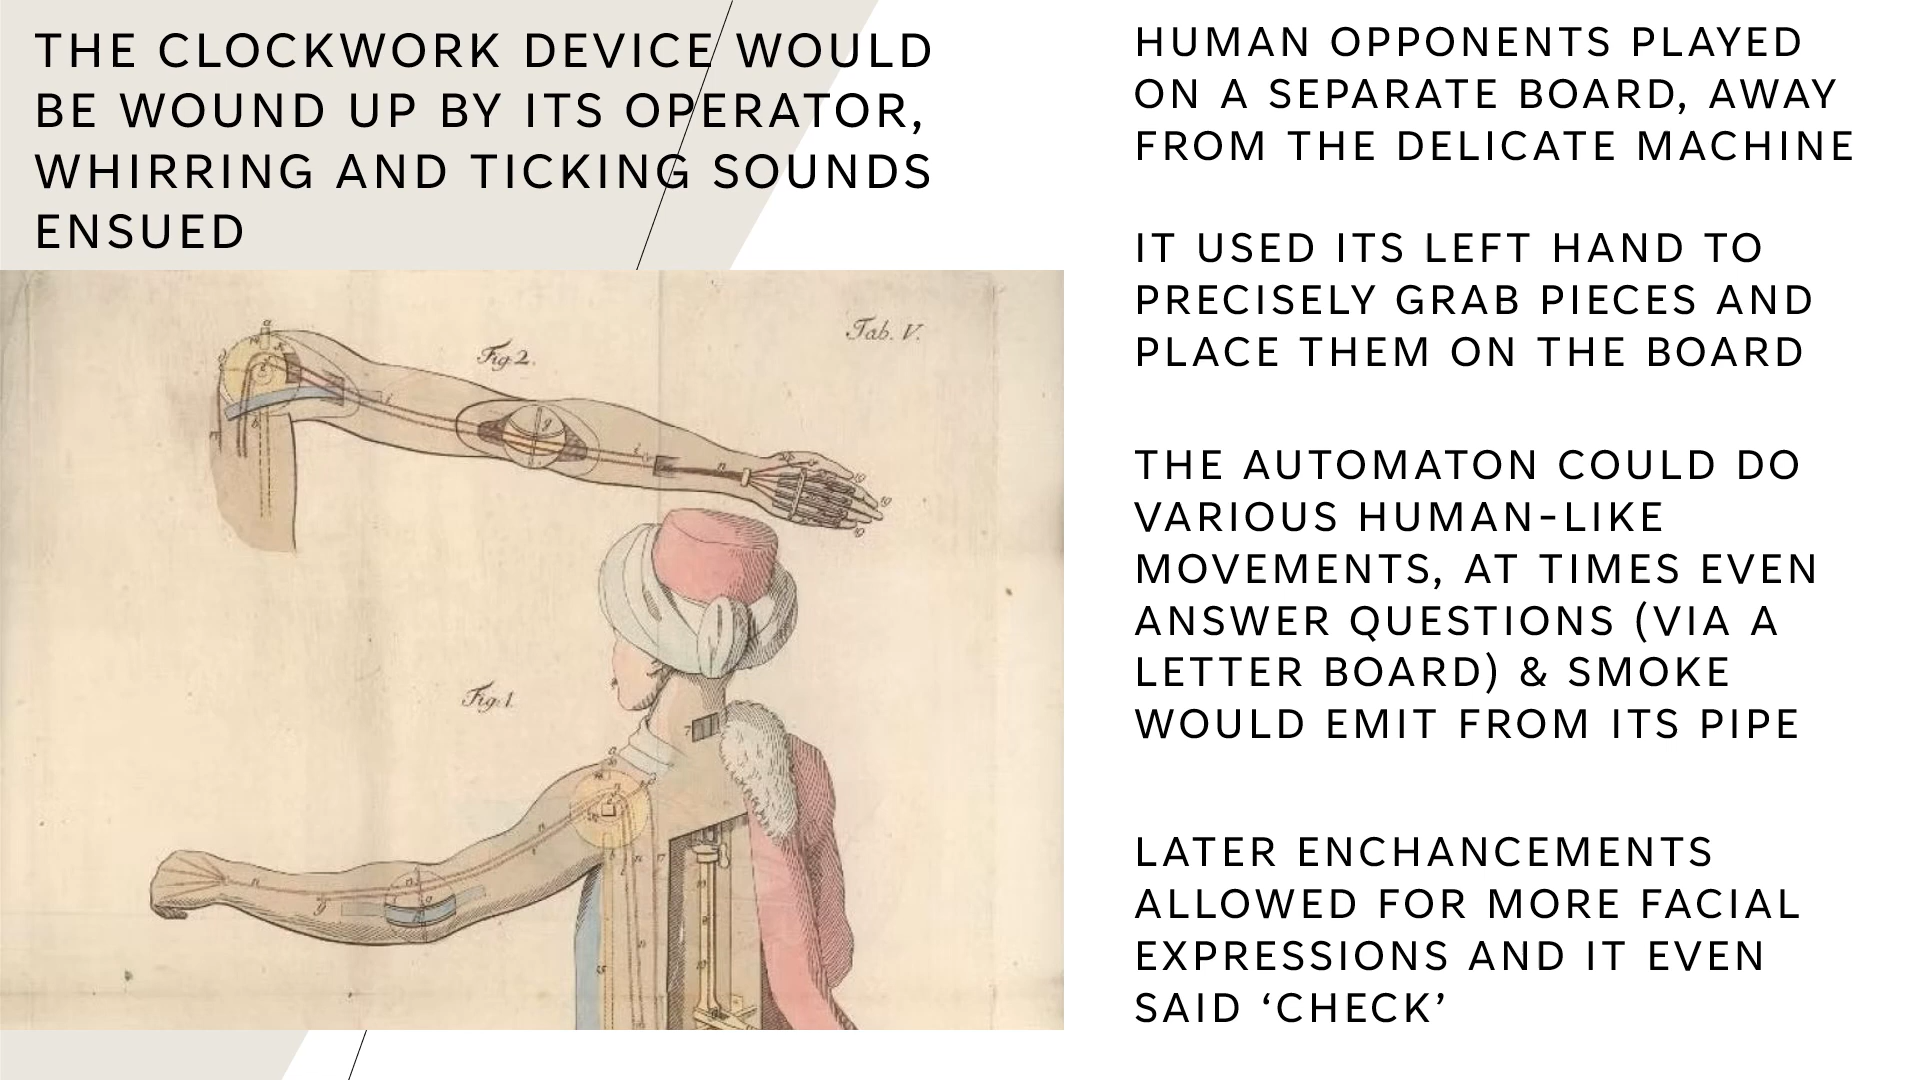 THE CLOCKWORK DEVICE WOULD
BE WOUND UP BY ITS OPERATOR,
WHIRRING AND TICKING SOUNDS
ENSUED
Tab. V.
Fig 2.
Fig 1.
HUMAN OPPONENTS PLAYED
ON A SEPARATE BOARD, AWAY
FROM THE DELICATE MACHINE
IT USED ITS LEFT HAND TO
PRECISELY GRAB PIECES AND
PLACE THEM ON THE BOARD
THE AUTOMATON COULD DO
VARIOUS HUMAN-LIKE
MOVEMENTS, AT TIMES EVEN
ANSWER QUESTIONS (VIA A
LETTER BOARD) & SMOKE
WOULD EMIT FROM ITS PIPE
LATER ENCHANCEMENTS
ALLOWED FOR MORE FACIAL
EXPRESSIONS AND IT EVEN
SAID ‘CHECK’